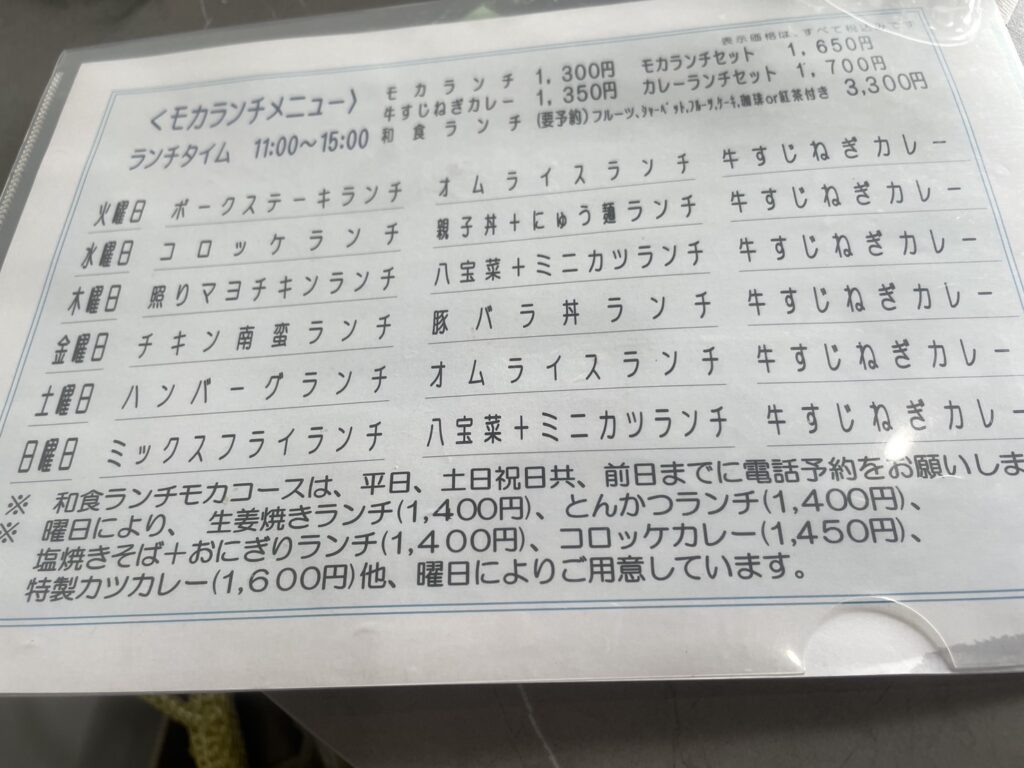 表示価格は、すべて税込みです
<モカランチメニュー>
ランチタイム 11:00〜15:00
モカランチ 1,300円 モカランチセット 1,650円
牛すじねぎカレー 1,350円 カレーランチセット 1,700円
和食ランチ (要予約)フルーツ,シャーベット,フルーツ,ケーキ,珈琲or紅茶付き 3,300円
火曜日 ポークステーキランチ オムライスランチ 牛すじねぎカレー
水曜日 コロッケランチ 親子丼+にゅう麺ランチ 牛すじねぎカレー
木曜日 照りマヨチキンランチ 八宝菜+ミニカツランチ 牛すじねぎカレー
金曜日 チキン南蛮ランチ 豚バラ丼ランチ 牛すじねぎカレー
土曜日 ハンバーグランチ オムライスランチ 牛すじねぎカレー
日曜日 ミックスフライランチ 八宝菜+ミニカツランチ 牛すじねぎカレー
※ 和食ランチモカコースは、平日、土日祝日共、前日までに電話予約をお願いしま
※ 曜日により、 生姜焼きランチ(1,400円)、とんかつランチ(1,400円)、
塩焼きそば+おにぎりランチ(1,400円)、コロッケカレー(1,450円)、
特製カツカレー(1,600円)他、曜日によりご用意しています。